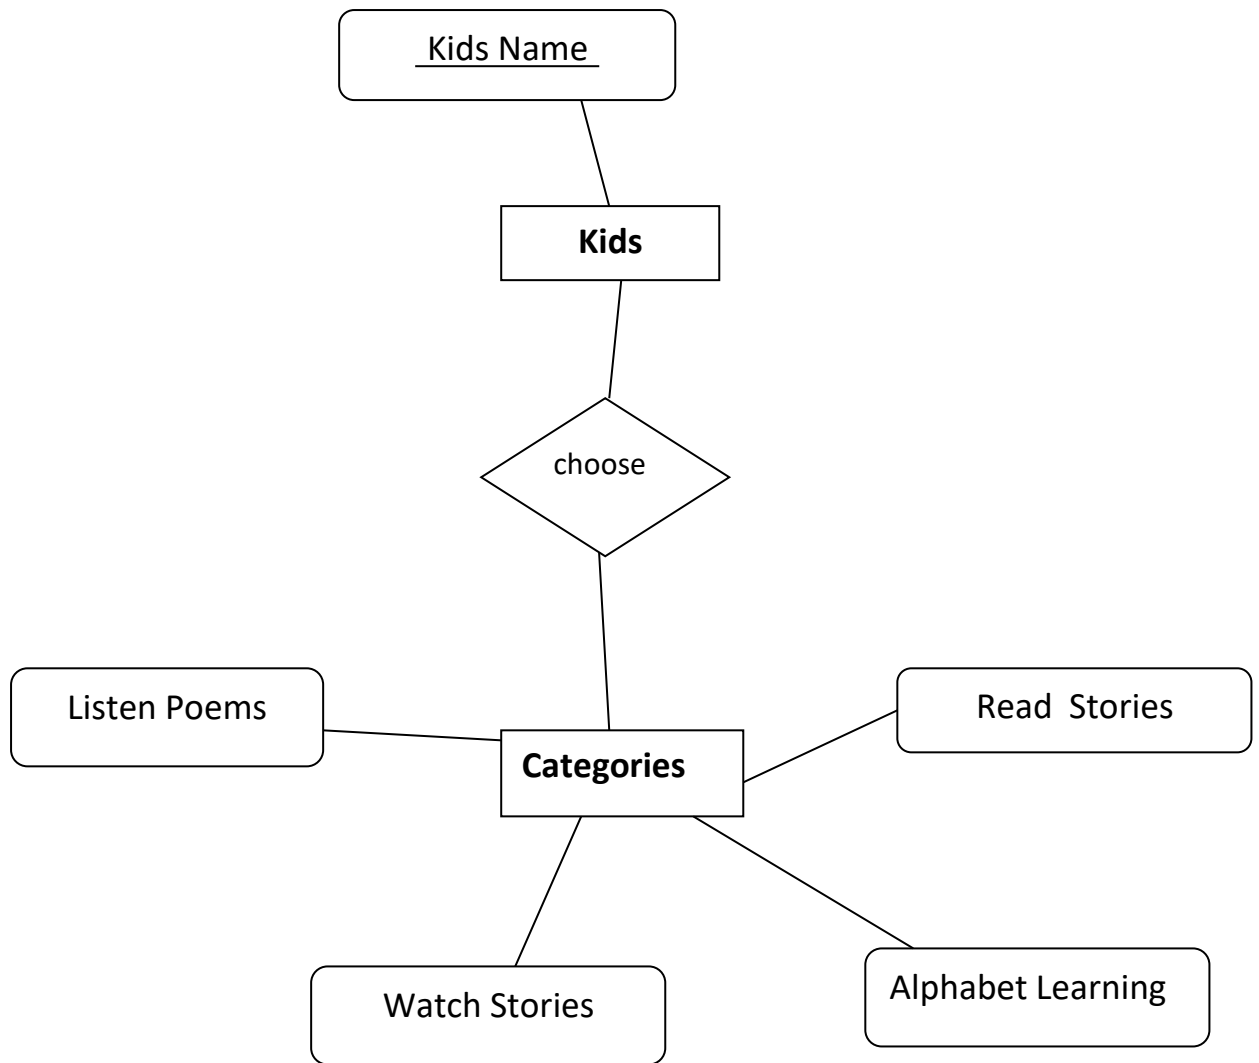 Kids Name
Kids
choose
Listen Poems
Read  Stories
Categories
Watch Stories
Alphabet Learning